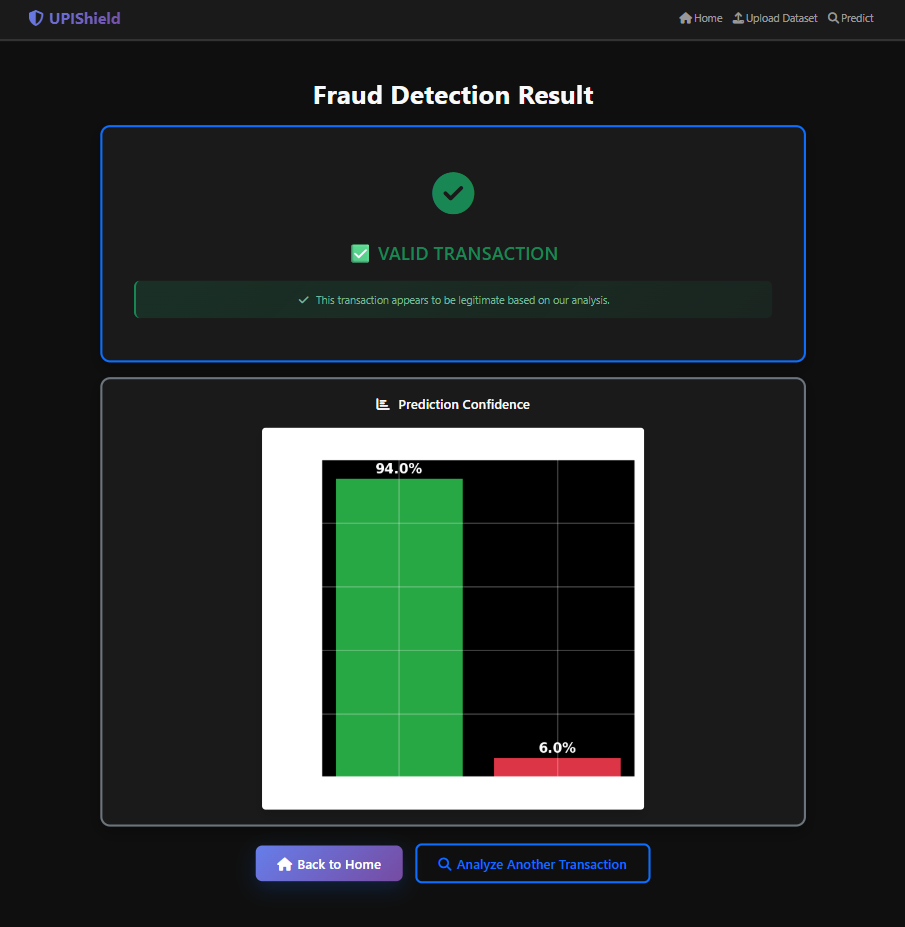 UPIShield
Home Upload Dataset Predict
Fraud Detection Result
✅ VALID TRANSACTION
This transaction appears to be legitimate based on our analysis.
Prediction Confidence
94.0%
6.0%
Back to Home
Analyze Another Transaction